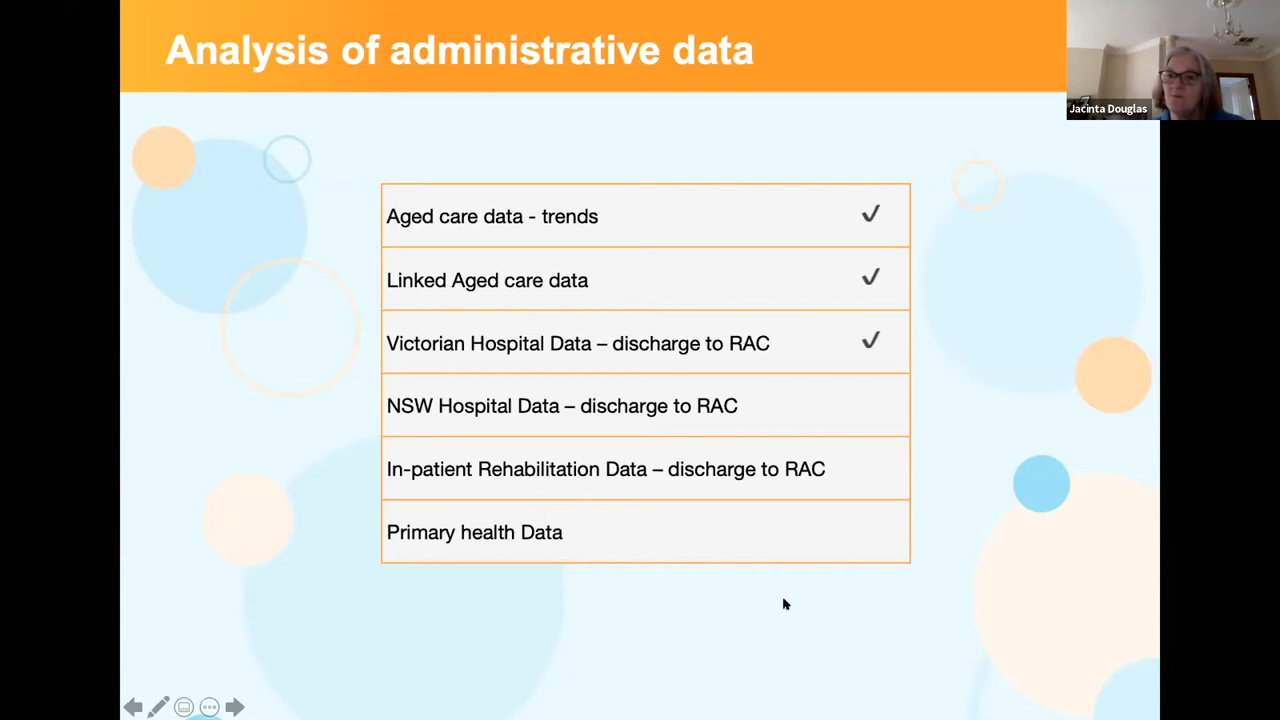 Analysis of administrative data
Jacinta Douglas
Aged care data - trends ✓
Linked Aged care data ✓
Victorian Hospital Data – discharge to RAC ✓
NSW Hospital Data – discharge to RAC
In-patient Rehabilitation Data – discharge to RAC
Primary health Data